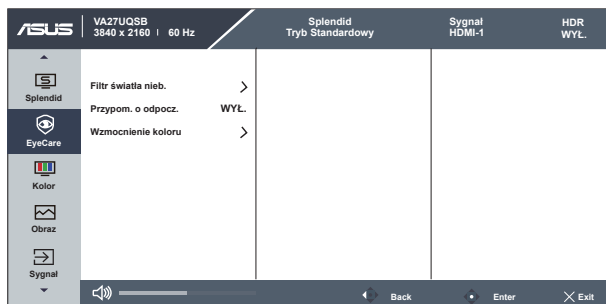 ASUS
VA27UQSB
3840 x 2160 | 60 Hz
Splendid
Tryb Standardowy
Sygnał
HDMI-1
HDR
WYŁ.
S
Splendid
EyeCare
Kolor
Obraz
Sygnał
Filtr światła nieb.
Przypom. o odpocz. WYŁ.
Wzmocnienie koloru
Back
Enter
Exit